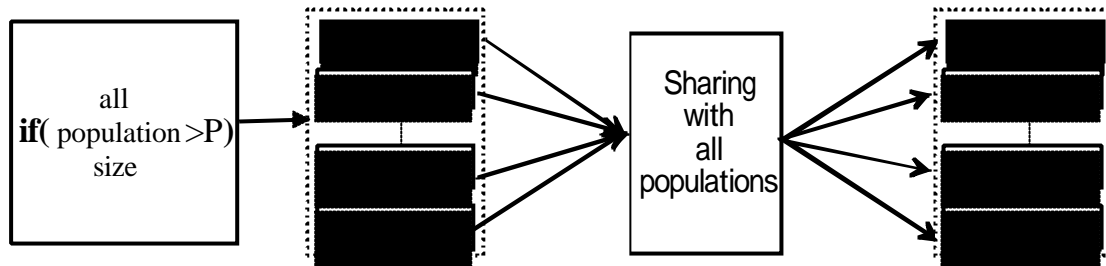 all
if( population >P)
size
Sharing
with
all
populations